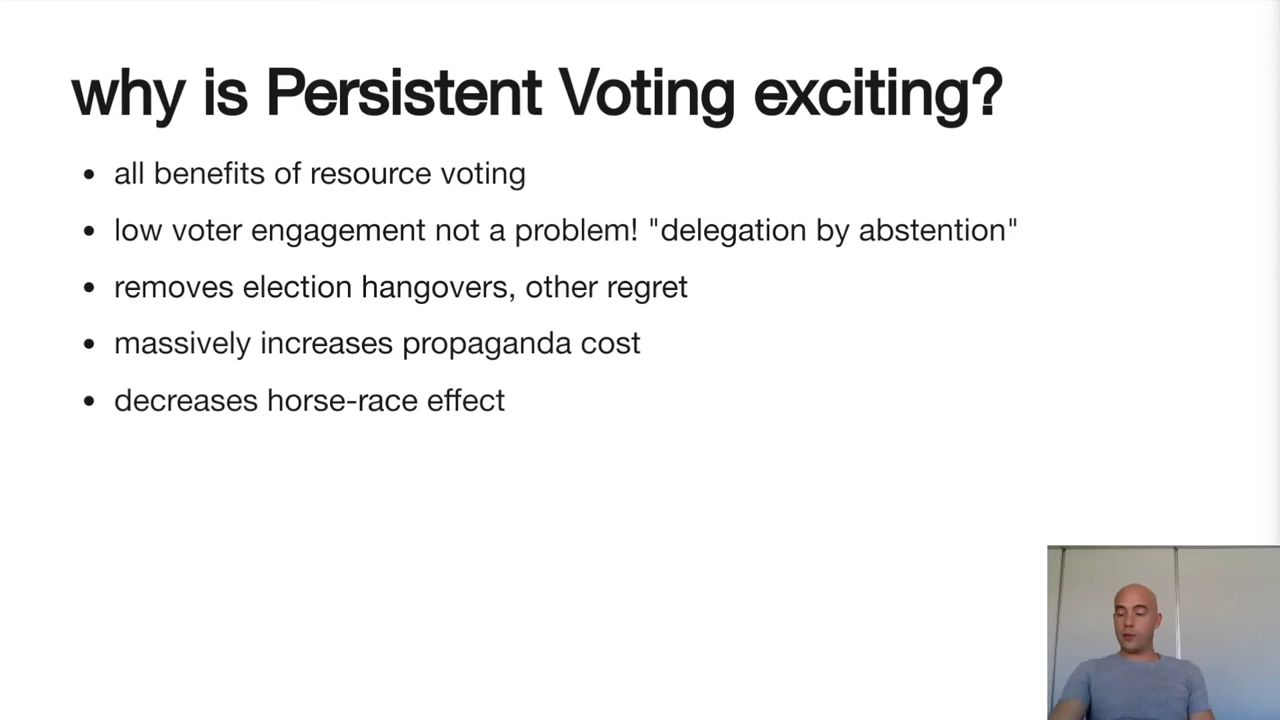 why is Persistent Voting exciting?
• all benefits of resource voting
• low voter engagement not a problem! "delegation by abstention"
• removes election hangovers, other regret
• massively increases propaganda cost
• decreases horse-race effect